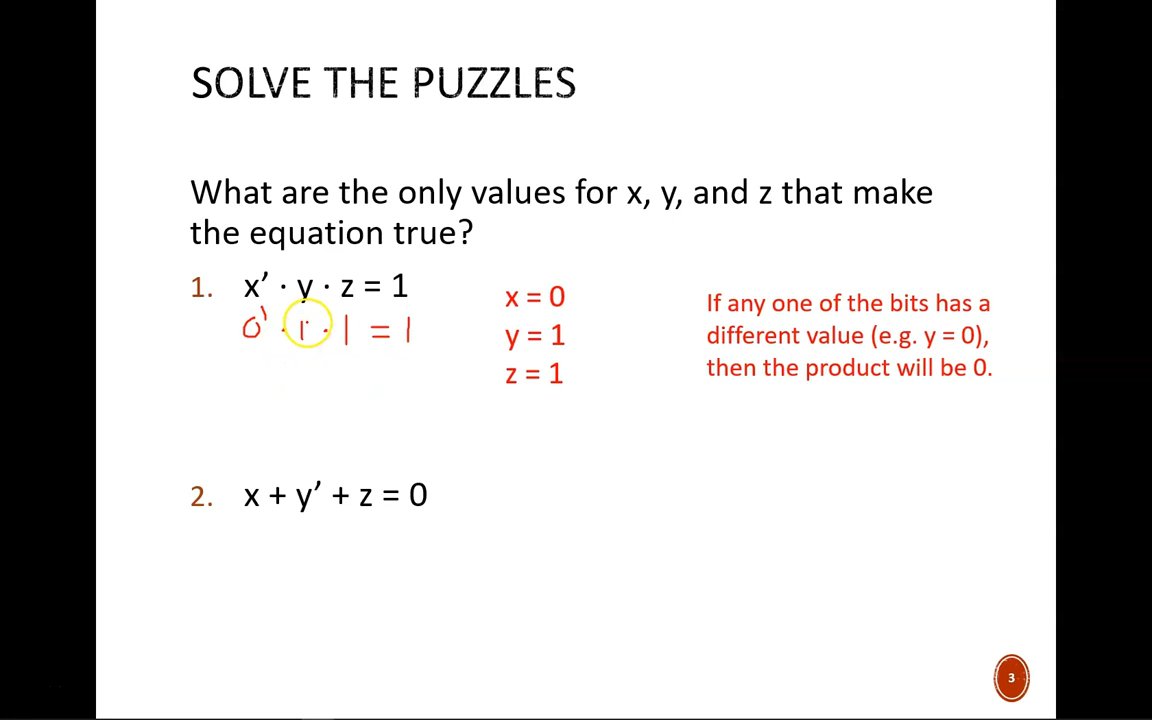 SOLVE THE PUZZLES
What are the only values for x, y, and z that make
the equation true?
1. x′ · y · z = 1
0' · 1 · 1 = 1
x = 0
y = 1
z = 1
If any one of the bits has a
different value (e.g. y = 0),
then the product will be 0.
2. x + y′ + z = 0
3